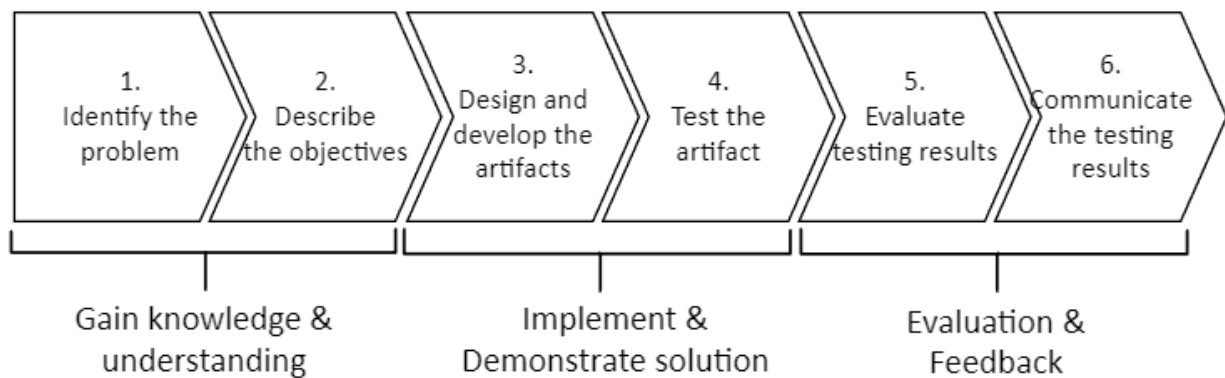 1.
Identify the
problem
2.
Describe
the objectives
3.
Design and
develop the
artifacts
4.
Test the
artifact
5.
Evaluate
testing results
6.
Communicate
the testing
results
Gain knowledge &
understanding
Implement &
Demonstrate solution
Evaluation &
Feedback